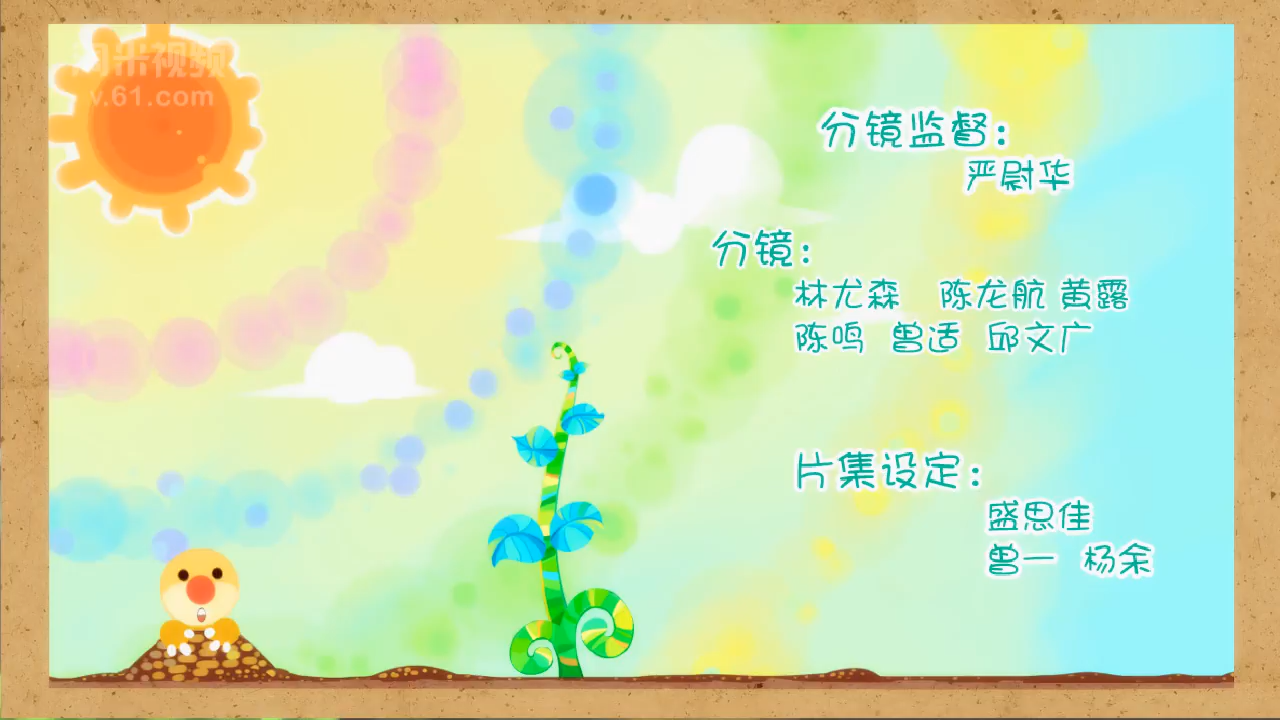 淘米视频
v.61.com
分镜监督：
严尉华
分镜：
林尤森 陈龙航 黄露
陈鸣 曾适 邱文广
片集设定：
盛思佳
曾一 杨余